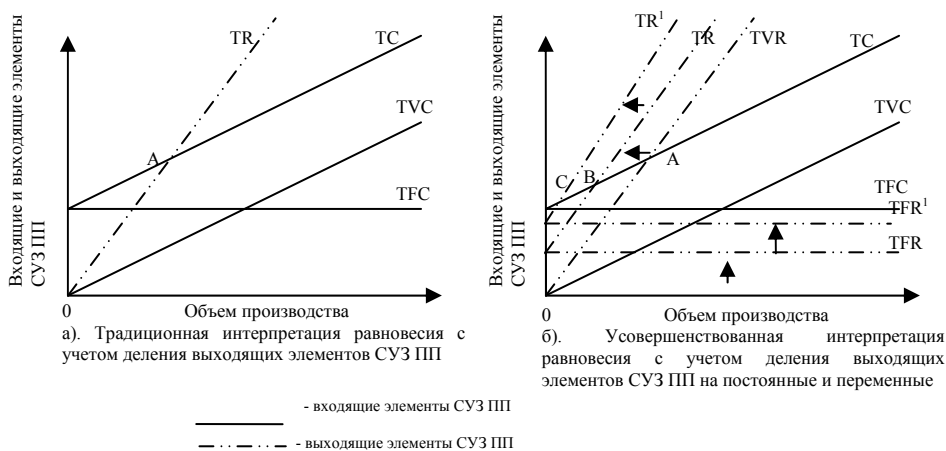 Входящие и выходящие элементы
СУЗ ПП
TR
TC
TVC
A
TFC
0
Объем производства
а). Традиционная интерпретация равновесия с
учетом деления выходящих элементов СУЗ ПП
Входящие и выходящие элементы
СУЗ ПП
TR¹
TR
TVR
TC
TVC
C
B
A
TFC
TFR¹
TFR
0
Объем производства
б). Усовершенствованная интерпретация
равновесия с учетом деления выходящих
элементов СУЗ ПП на постоянные и переменные
- входящие элементы СУЗ ПП
- выходящие элементы СУЗ ПП